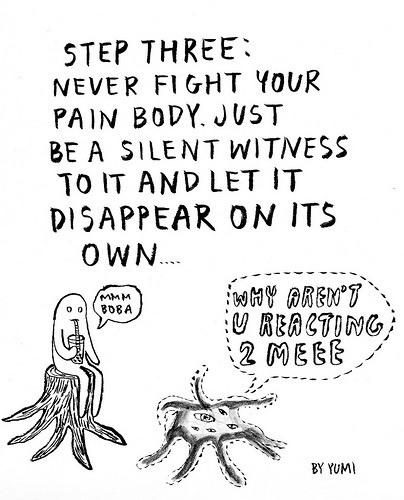 STEP THREE:
NEVER FIGHT YOUR
PAIN BODY. JUST
BE A SILENT WITNESS
TO IT AND LET IT
DISAPPEAR ON ITS
OWN....
MMM
BOBA
WHY AREN'T
U REACTING
2 MEEE
BY YUMI